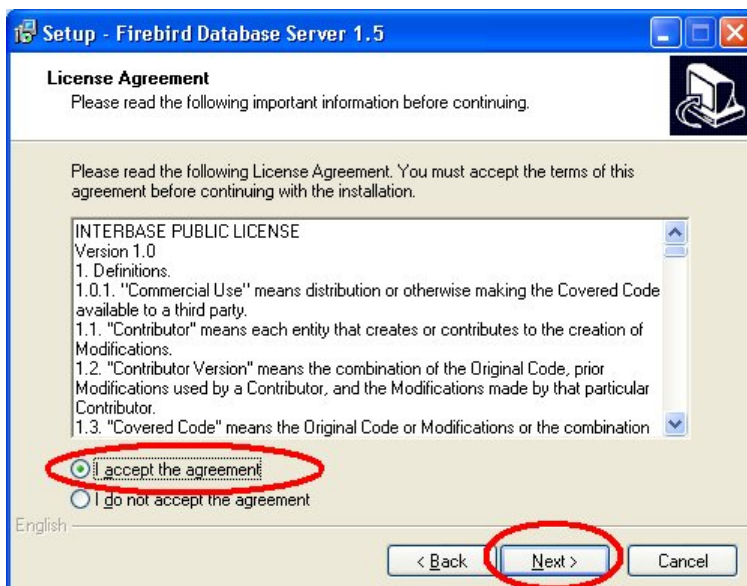 Setup - Firebird Database Server 1.5
License Agreement
Please read the following important information before continuing.
Please read the following License Agreement. You must accept the terms of this
agreement before continuing with the installation.
INTERBASE PUBLIC LICENSE
Version 1.0
1. Definitions.
1.0.1. "Commercial Use" means distribution or otherwise making the Covered Code
available to a third party.
1.1. "Contributor" means each entity that creates or contributes to the creation of
Modifications.
1.2. "Contributor Version" means the combination of the Original Code, prior
Modifications used by a Contributor, and the Modifications made by that particular
Contributor.
1.3. "Covered Code" means the Original Code or Modifications or the combination
I accept the agreement
I do not accept the agreement
English
< Back Next > Cancel